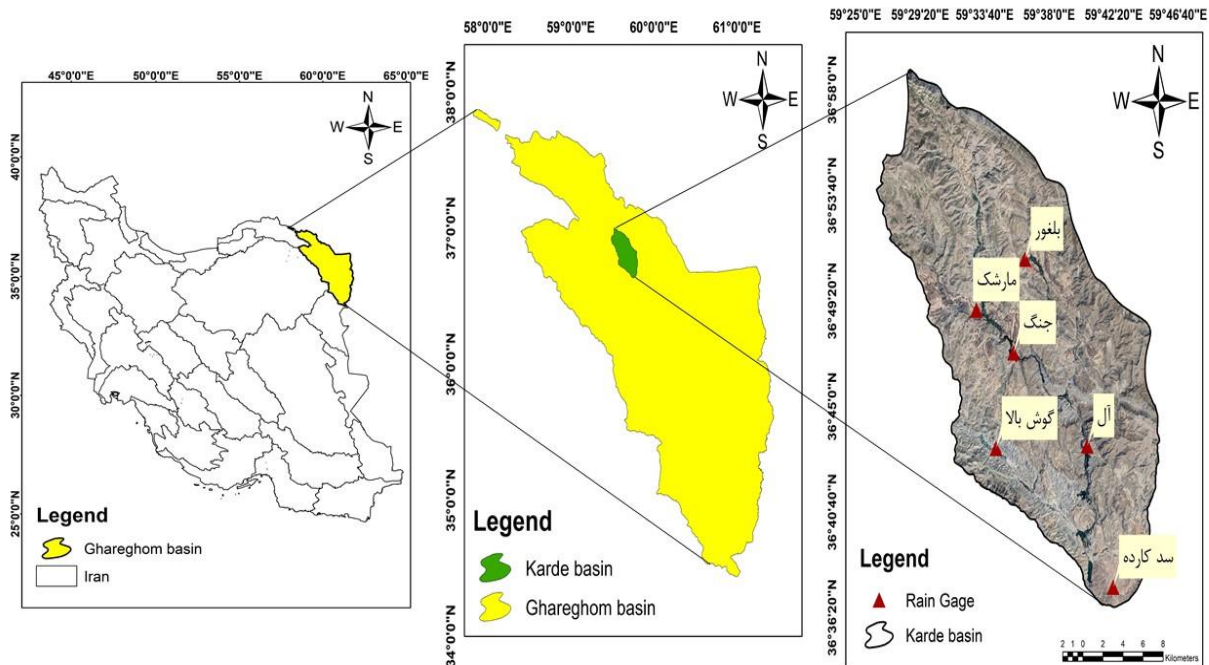 45°0'0"E 50°0'0"E 55°0'0"E 60°0'0"E 65°0'0"E
N
W E
S
40°0'0"N
35°0'0"N
30°0'0"N
25°0'0"N
Legend
Ghareghom basin
Iran
58°0'0"E 59°0'0"E 60°0'0"E 61°0'0"E
N
W E
S
38°0'0"N
37°0'0"N
36°0'0"N
35°0'0"N
34°0'0"N
Legend
Karde basin
Ghareghom basin
59°25'0"E 59°29'20"E 59°33'40"E 59°38'0"E 59°42'20"E 59°46'40"E
N
W E
S
36°58'0"N
36°53'40"N
36°49'20"N
36°45'0"N
36°40'40"N
36°36'20"N
بلغور
مارشک
جنگ
گوش بالا
آل
سد کارده
Legend
Rain Gage
Karde basin
2 1 0 2 4 6 8
Kilometers